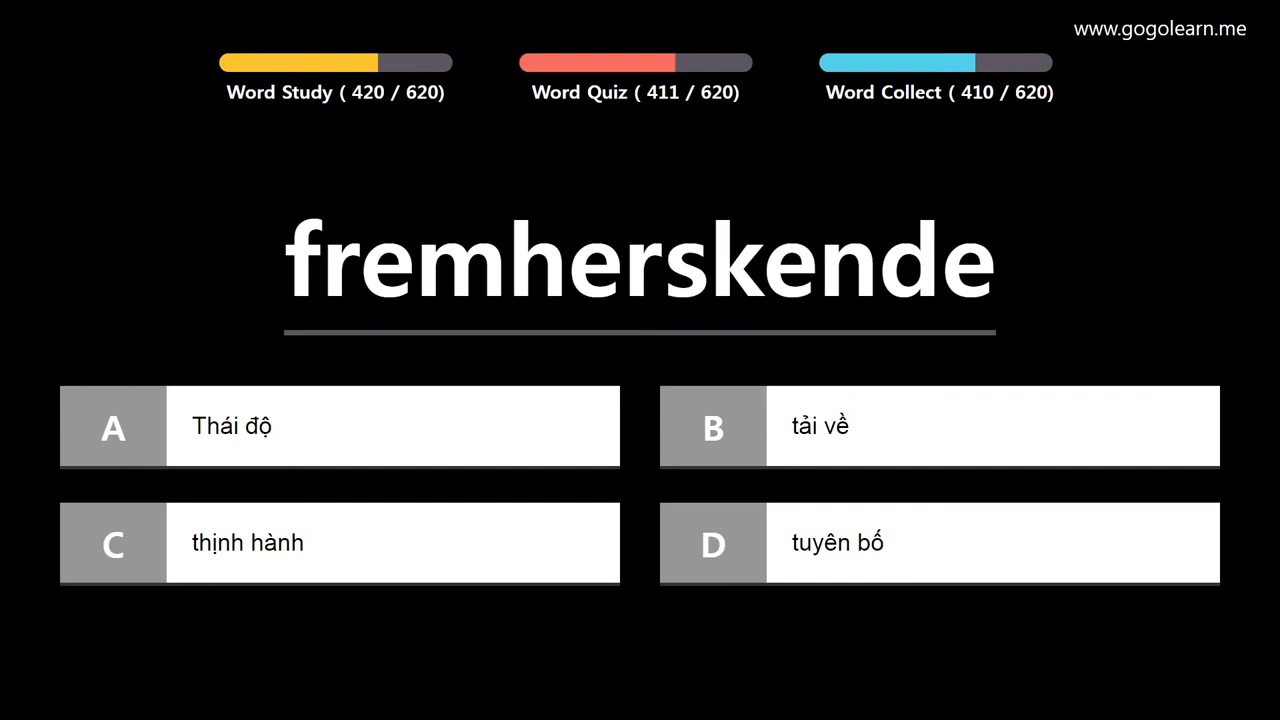 www.gogolearn.me
Word Study ( 420 / 620)
Word Quiz ( 411 / 620)
Word Collect ( 410 / 620)
fremherskende
A
Thái độ
B
tải về
C
thịnh hành
D
tuyên bố